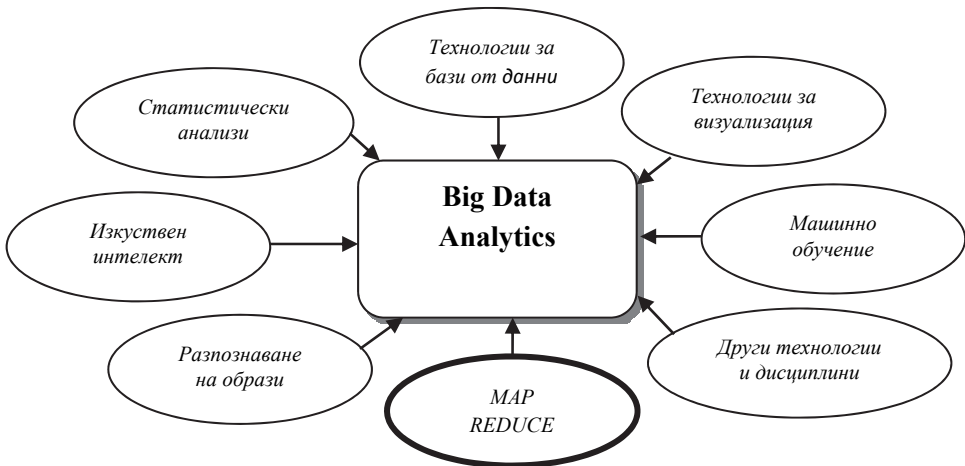 Технологии за
бази от данни
Статистически
анализи
Технологии за
визуализация
Big Data
Analytics
Изкуствен
интелект
Машинно
обучение
Разпознаване
на образи
MAP
REDUCE
Други технологии
и дисциплини